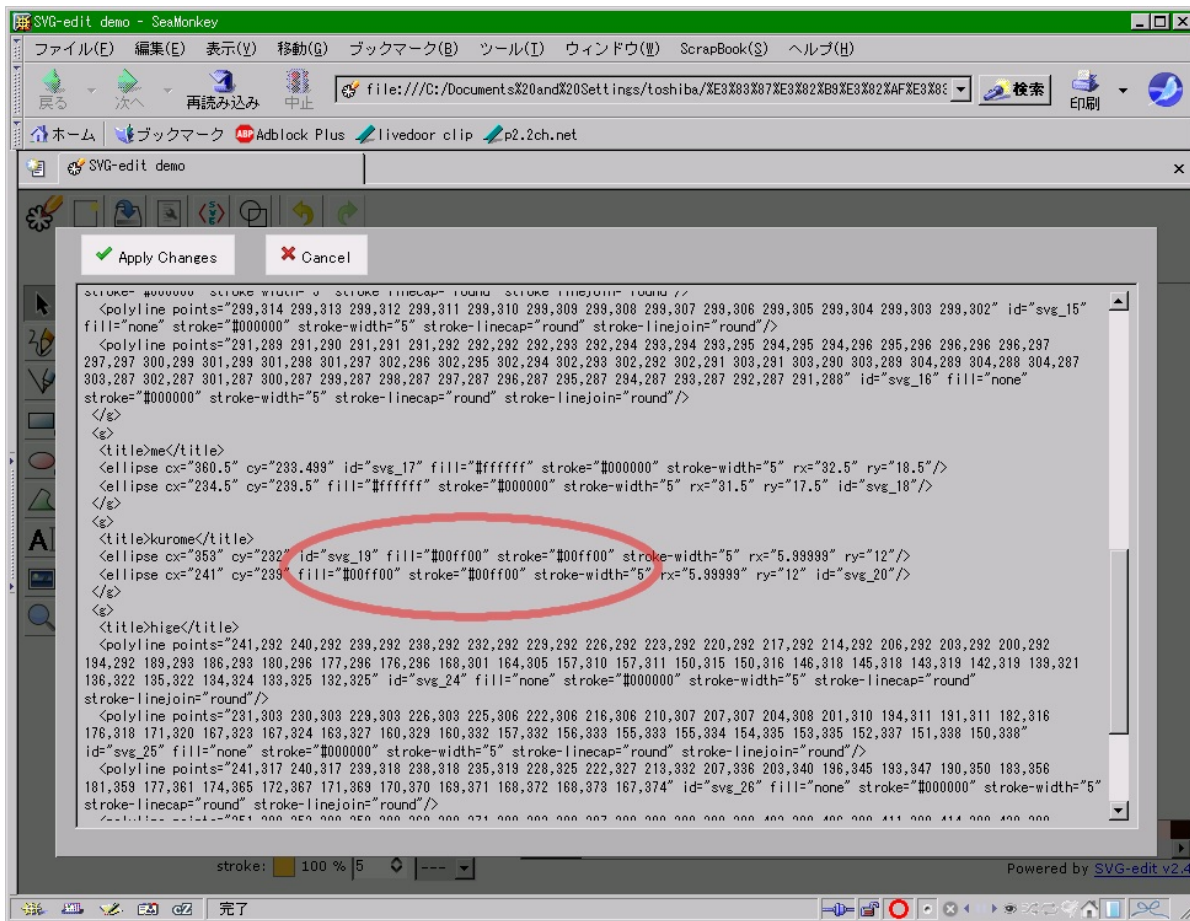 SVG-edit demo - SeaMonkey
ファイル(F) 編集(E) 表示(V) 移動(G) ブックマーク(B) ツール(T) ウィンドウ(W) ScrapBook(S) ヘルプ(H)
戻る 次へ 再読み込み 中止 file:///C:/Documents%20and%20Settings/toshiba/%E3%83%87%E3%82%B9%E3%82%AF%E3%8 検索 印刷
ホーム ブックマーク ABP Adblock Plus livedoor clip p2.2ch.net
SVG-edit demo
Apply Changes Cancel
stroke="#000000" stroke-width="5" stroke-linecap="round" stroke-linejoin="round"/>
<polyline points="299,314 299,313 299,312 299,311 299,310 299,309 299,308 299,307 299,306 299,305 299,304 299,303 299,302" id="svg_15"
fill="none" stroke="#000000" stroke-width="5" stroke-linecap="round" stroke-linejoin="round"/>
<polyline points="291,289 291,290 291,291 291,292 292,292 292,293 292,294 293,294 293,295 294,295 294,296 295,296 296,296 296,297
297,297 300,299 301,299 301,298 301,297 302,296 302,295 302,294 302,293 302,292 302,291 303,291 303,290 303,289 304,289 304,288 304,287
303,287 302,287 301,287 300,287 299,287 298,287 297,287 296,287 295,287 294,287 293,287 292,287 291,288" id="svg_16" fill="none"
stroke="#000000" stroke-width="5" stroke-linecap="round" stroke-linejoin="round"/>
</g>
<g>
<title>me</title>
<ellipse cx="360.5" cy="233.499" id="svg_17" fill="#ffffff" stroke="#000000" stroke-width="5" rx="32.5" ry="18.5"/>
<ellipse cx="234.5" cy="239.5" fill="#ffffff" stroke="#000000" stroke-width="5" rx="31.5" ry="17.5" id="svg_18"/>
</g>
<g>
<title>kurome</title>
<ellipse cx="353" cy="232" id="svg_19" fill="#00ff00" stroke="#00ff00" stroke-width="5" rx="5.99999" ry="12"/>
<ellipse cx="241" cy="239" fill="#00ff00" stroke="#00ff00" stroke-width="5" rx="5.99999" ry="12" id="svg_20"/>
</g>
<g>
<title>hige</title>
<polyline points="241,292 240,292 239,292 238,292 232,292 229,292 226,292 223,292 220,292 217,292 214,292 206,292 203,292 200,292
194,292 189,293 186,293 180,296 177,296 176,296 168,301 164,305 157,310 157,311 150,315 150,316 146,318 145,318 143,319 142,319 139,321
136,322 135,322 134,324 133,325 132,325" id="svg_24" fill="none" stroke="#000000" stroke-width="5" stroke-linecap="round"
stroke-linejoin="round"/>
<polyline points="231,303 230,303 229,303 226,303 225,306 222,306 216,306 210,307 207,307 204,308 201,310 194,311 191,311 182,316
176,318 171,320 167,323 167,324 163,327 160,329 160,332 157,332 156,333 155,333 155,334 154,335 153,335 152,337 151,338 150,338"
id="svg_25" fill="none" stroke="#000000" stroke-width="5" stroke-linecap="round" stroke-linejoin="round"/>
<polyline points="241,317 240,317 239,318 238,318 235,319 228,325 222,327 213,332 207,336 203,340 196,345 193,347 190,350 183,356
181,359 177,361 174,365 172,367 171,369 170,370 169,371 168,372 168,373 167,374" id="svg_26" fill="none" stroke="#000000" stroke-width="5"
stroke-linecap="round" stroke-linejoin="round"/>
stroke: 100 % 5 ---
Powered by SVG-edit v2.4
完了